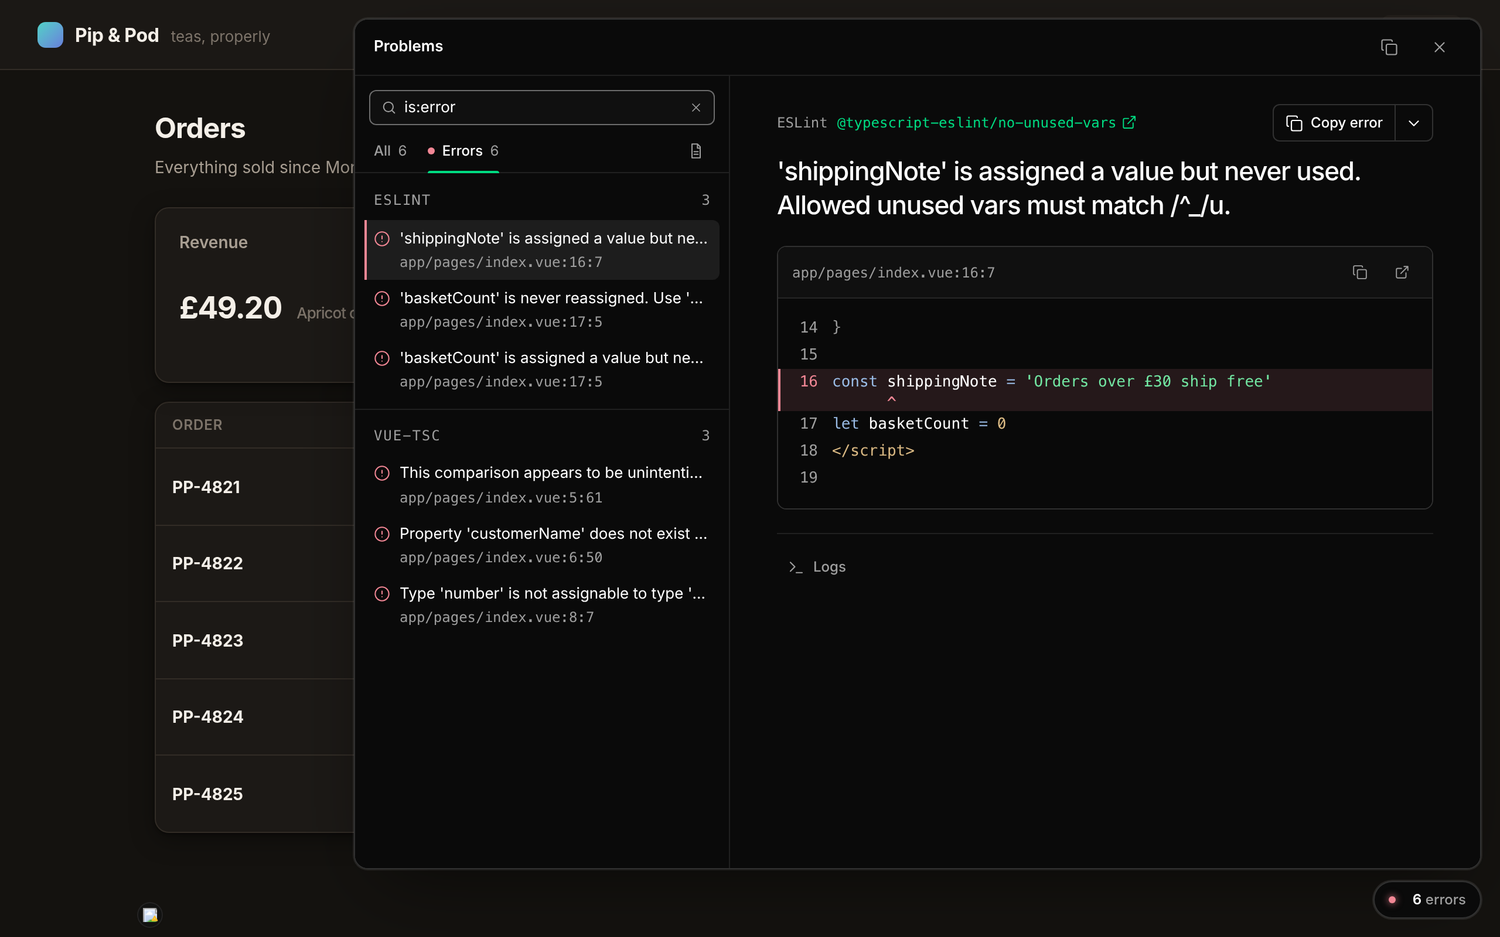 Pip & Pod teas, properly
Orders
Everything sold since Mon
Revenue
£49.20 Apricot
ORDER
PP-4821
PP-4822
PP-4823
PP-4824
PP-4825
Problems
is:error
All 6 Errors 6
ESLINT 3
'shippingNote' is assigned a value but ne...
app/pages/index.vue:16:7
'basketCount' is never reassigned. Use '...
app/pages/index.vue:17:5
'basketCount' is assigned a value but ne...
app/pages/index.vue:17:5
VUE-TSC 3
This comparison appears to be unintenti...
app/pages/index.vue:5:61
Property 'customerName' does not exist ...
app/pages/index.vue:6:50
Type 'number' is not assignable to type '...
app/pages/index.vue:8:7
ESLint @typescript-eslint/no-unused-vars
Copy error
'shippingNote' is assigned a value but never used.
Allowed unused vars must match /^_/u.
app/pages/index.vue:16:7
14 }
15
16 const shippingNote = 'Orders over £30 ship free'
^
17 let basketCount = 0
18 </script>
19
>_ Logs
6 errors